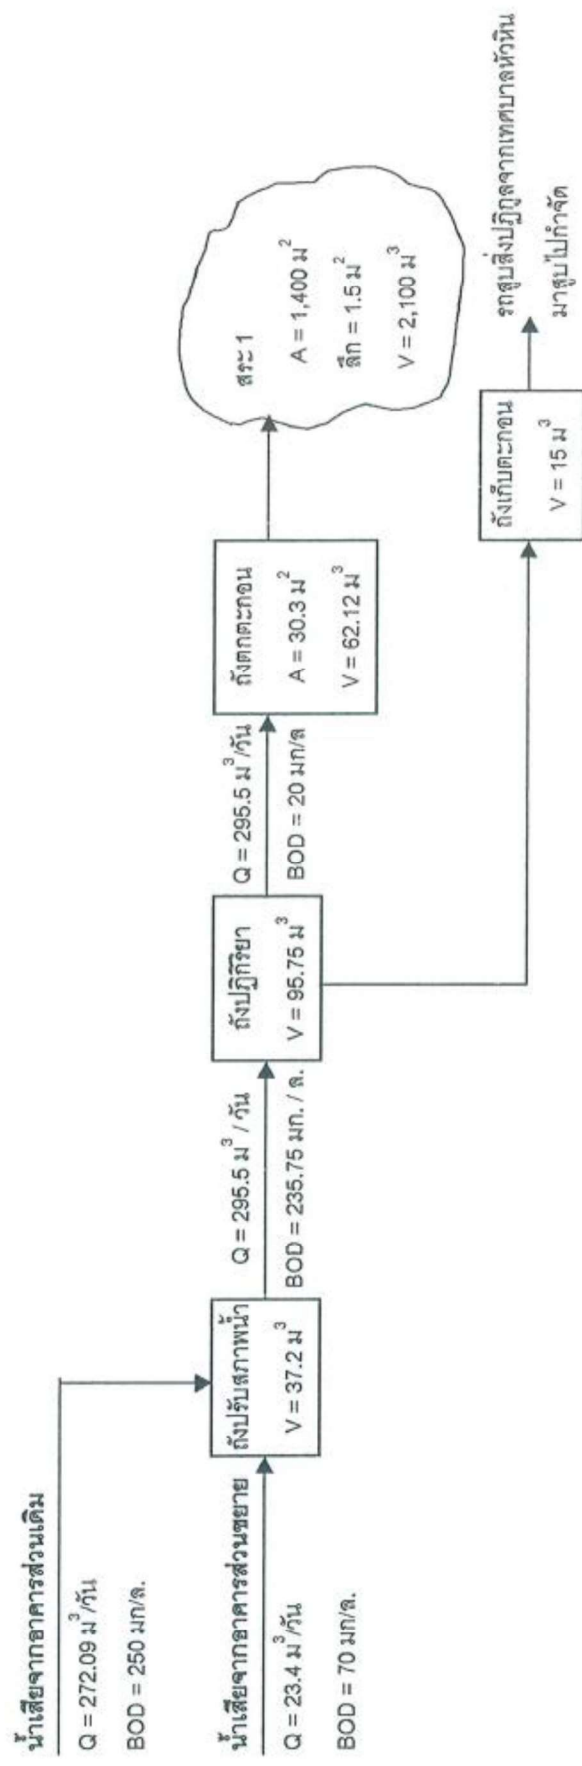 น้ำเสียจากอาคารส่วนเดิม
Q = 272.09 ม³/วัน
BOD = 250 มก/ล.
น้ำเสียจากอาคารส่วนขยาย
Q = 23.4 ม³/วัน
BOD = 70 มก/ล.
ถังปรับสภาพน้ำ
V = 37.2 ม³
Q = 295.5 ม³ / วัน
BOD = 235.75 มก. / ล.
ถังปฏิกิริยา
V = 95.75 ม³
Q = 295.5 ม³/วัน
BOD = 20 มก/ล
ถังตกตะกอน
A = 30.3 ม²
V = 62.12 ม³
สระ 1
A = 1,400 ม²
ลึก = 1.5 ม²
V = 2,100 ม³
ถังเก็บตะกอน
V = 15 ม³
รถสูบสิ่งปฏิกูลจากเทศบาลหัวหิน
มาสูบไปกำจัด